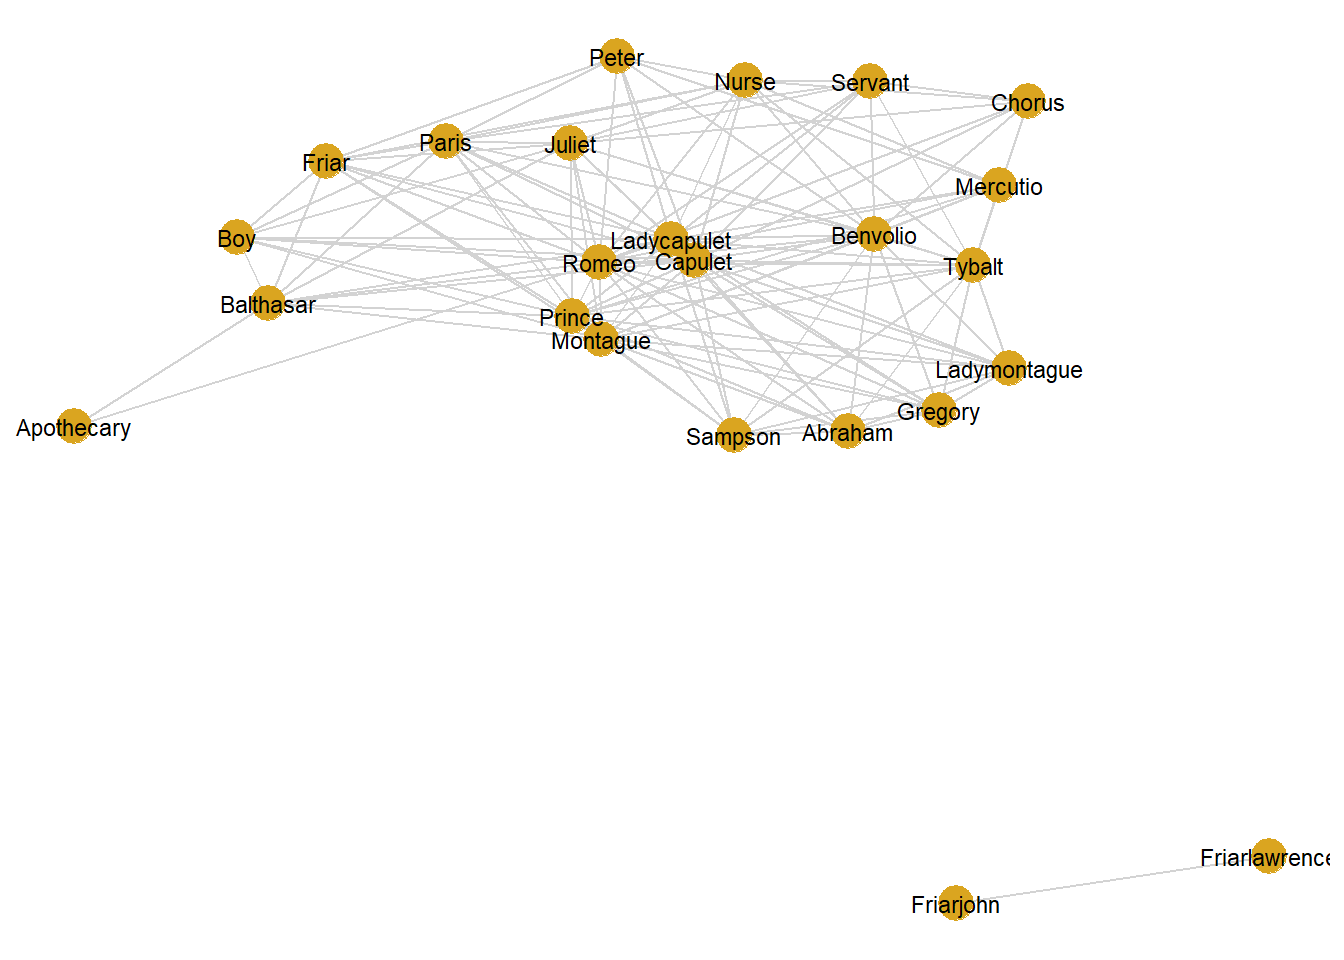 Peter
Nurse
Servant
Chorus
Paris
Juliet
Friar
Mercutio
Boy
Ladycapulet
Benvolio
Romeo
Capulet
Tybalt
Balthasar
Prince
Montague
Ladymontague
Gregory
Apothecary
Sampson
Abraham
Friarlawrence
Friarjohn